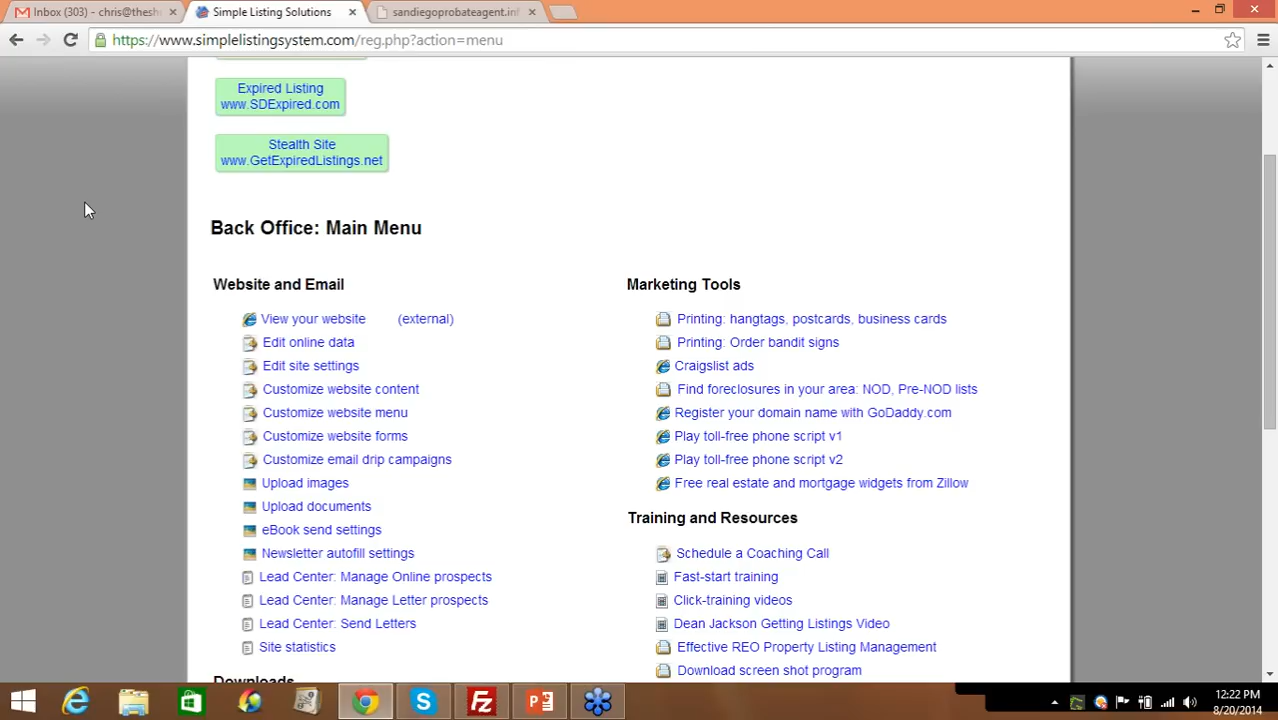 Inbox (303) - chris@thesh
Simple Listing Solutions
sandiegoprobateagent.in
https://www.simplelistingsystem.com/reg.php?action=menu
Expired Listing
www.SDExpired.com
Stealth Site
www.GetExpiredListings.net
Back Office: Main Menu
Website and Email
View your website (external)
Edit online data
Edit site settings
Customize website content
Customize website menu
Customize website forms
Customize email drip campaigns
Upload images
Upload documents
eBook send settings
Newsletter autofill settings
Lead Center: Manage Online prospects
Lead Center: Manage Letter prospects
Lead Center: Send Letters
Site statistics
Downloads
Marketing Tools
Printing: hangtags, postcards, business cards
Printing: Order bandit signs
Craigslist ads
Find foreclosures in your area: NOD, Pre-NOD lists
Register your domain name with GoDaddy.com
Play toll-free phone script v1
Play toll-free phone script v2
Free real estate and mortgage widgets from Zillow
Training and Resources
Schedule a Coaching Call
Fast-start training
Click-training videos
Dean Jackson Getting Listings Video
Effective REO Property Listing Management
Download screen shot program
12:22 PM
8/20/2014